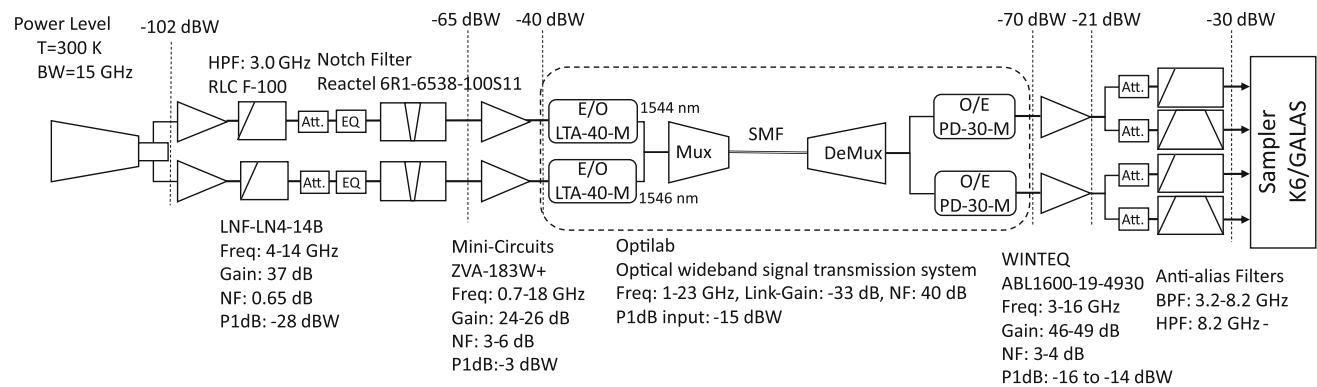 Power Level
T=300 K
BW=15 GHz
-102 dBW
-65 dBW
-40 dBW
-70 dBW
-21 dBW
-30 dBW
HPF: 3.0 GHz
RLC F-100
Notch Filter
Reactel 6R1-6538-100S11
Att.
EQ
E/O
LTA-40-M
1544 nm
Mux
SMF
DeMux
O/E
PD-30-M
Att.
Att.
Att.
EQ
E/O
LTA-40-M
1546 nm
O/E
PD-30-M
Att.
Att.
Sampler
K6/GALAS
LNF-LN4-14B
Freq: 4-14 GHz
Gain: 37 dB
NF: 0.65 dB
P1dB: -28 dBW
Mini-Circuits
ZVA-183W+
Freq: 0.7-18 GHz
Gain: 24-26 dB
NF: 3-6 dB
P1dB:-3 dBW
Optilab
Optical wideband signal transmission system
Freq: 1-23 GHz, Link-Gain: -33 dB, NF: 40 dB
P1dB input: -15 dBW
WINTEQ
ABL1600-19-4930
Freq: 3-16 GHz
Gain: 46-49 dB
NF: 3-4 dB
P1dB: -16 to -14 dBW
Anti-alias Filters
BPF: 3.2-8.2 GHz
HPF: 8.2 GHz -